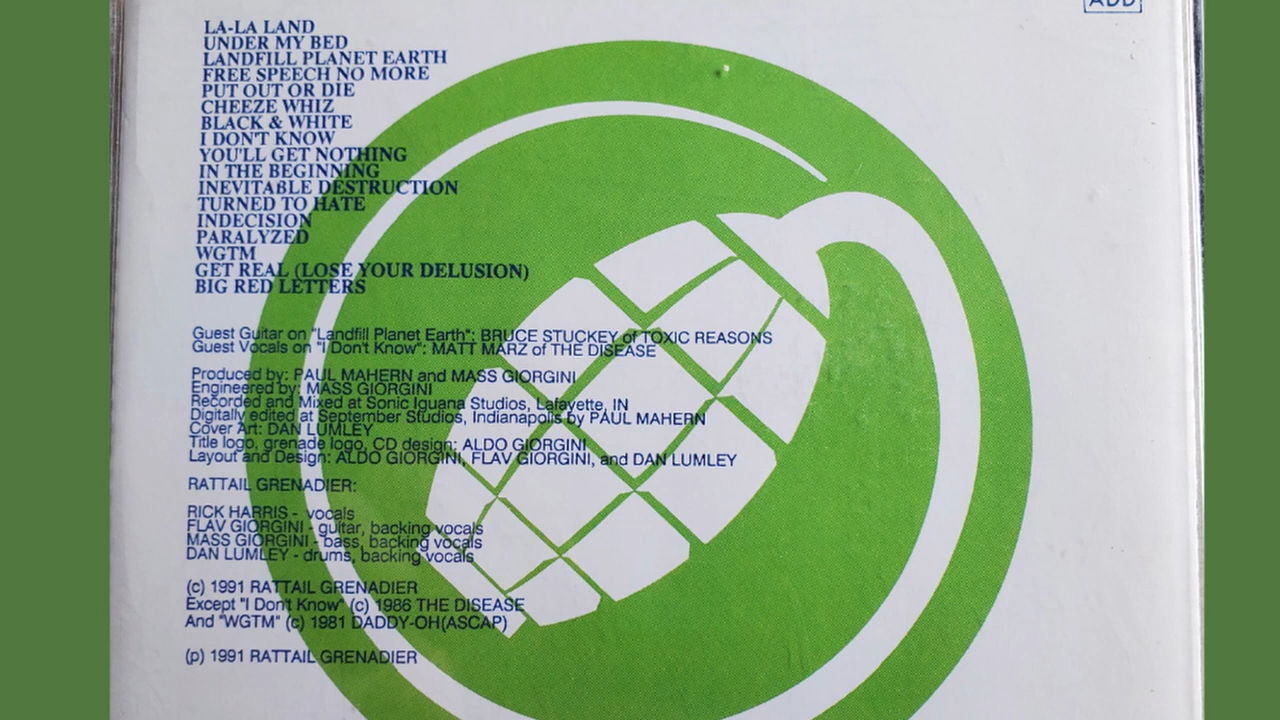 ADD
LA-LA LAND
UNDER MY BED
LANDFILL PLANET EARTH
FREE SPEECH NO MORE
PUT OUT OR DIE
CHEEZE WHIZ
BLACK & WHITE
I DON'T KNOW
YOU'LL GET NOTHING
IN THE BEGINNING
INEVITABLE DESTRUCTION
TURNED TO HATE
INDECISION
PARALYZED
WGTM
GET REAL (LOSE YOUR DELUSION)
BIG RED LETTERS
Guest Guitar on "Landfill Planet Earth": BRUCE STUCKEY of TOXIC REASONS
Guest Vocals on "I Don't Know": MATT MARZ of THE DISEASE
Produced by: PAUL MAHERN and MASS GIORGINI
Engineered by: MASS GIORGINI
Recorded and Mixed at Sonic Iguana Studios, Lafayette, IN
Digitally edited at September Studios, Indianapolis by PAUL MAHERN
Cover Art: DAN LUMLEY
Title logo, grenade logo, CD design: ALDO GIORGINI
Layout and Design: ALDO GIORGINI, FLAV GIORGINI, and DAN LUMLEY
RATTAIL GRENADIER:
RICK HARRIS - vocals
FLAV GIORGINI - guitar, backing vocals
MASS GIORGINI - bass, backing vocals
DAN LUMLEY - drums, backing vocals
(c) 1991 RATTAIL GRENADIER
Except "I Don't Know" (c) 1986 THE DISEASE
And "WGTM" (c) 1981 DADDY-OH(ASCAP)
(p) 1991 RATTAIL GRENADIER